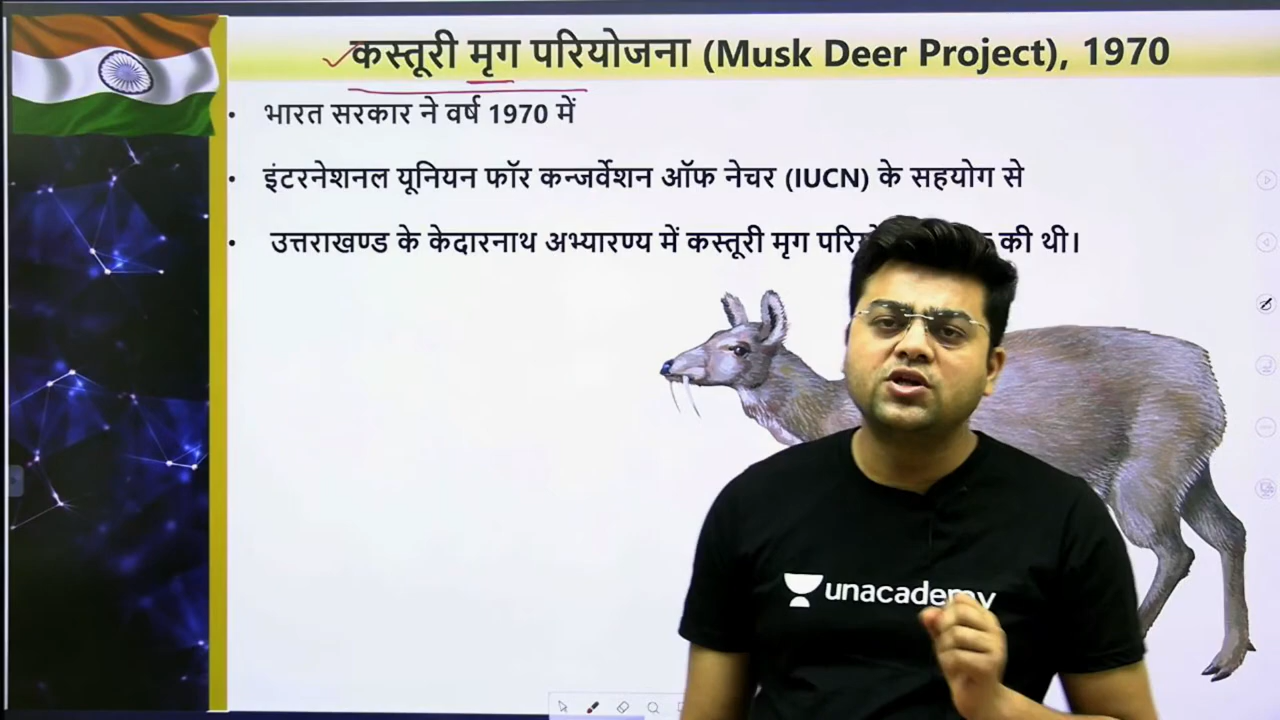 कस्तूरी मृग परियोजना (Musk Deer Project), 1970
• भारत सरकार ने वर्ष 1970 में
• इंटरनेशनल यूनियन फॉर कन्जर्वेशन ऑफ नेचर (IUCN) के सहयोग से
• उत्तराखण्ड के केदारनाथ अभ्यारण्य में कस्तूरी मृग की थी।
unacademy